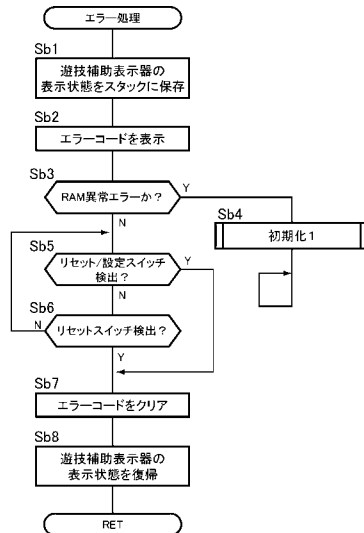 エラー処理
Sb1
遊技補助表示器の
表示状態をスタックに保存
Sb2
エラーコードを表示
Sb3
RAM異常エラーか？
Y
N
Sb4
初期化１
Sb5
リセット/設定スイッチ
検出？
Y
N
Sb6
リセットスイッチ検出？
N
Y
Sb7
エラーコードをクリア
Sb8
遊技補助表示器の
表示状態を復帰
RET